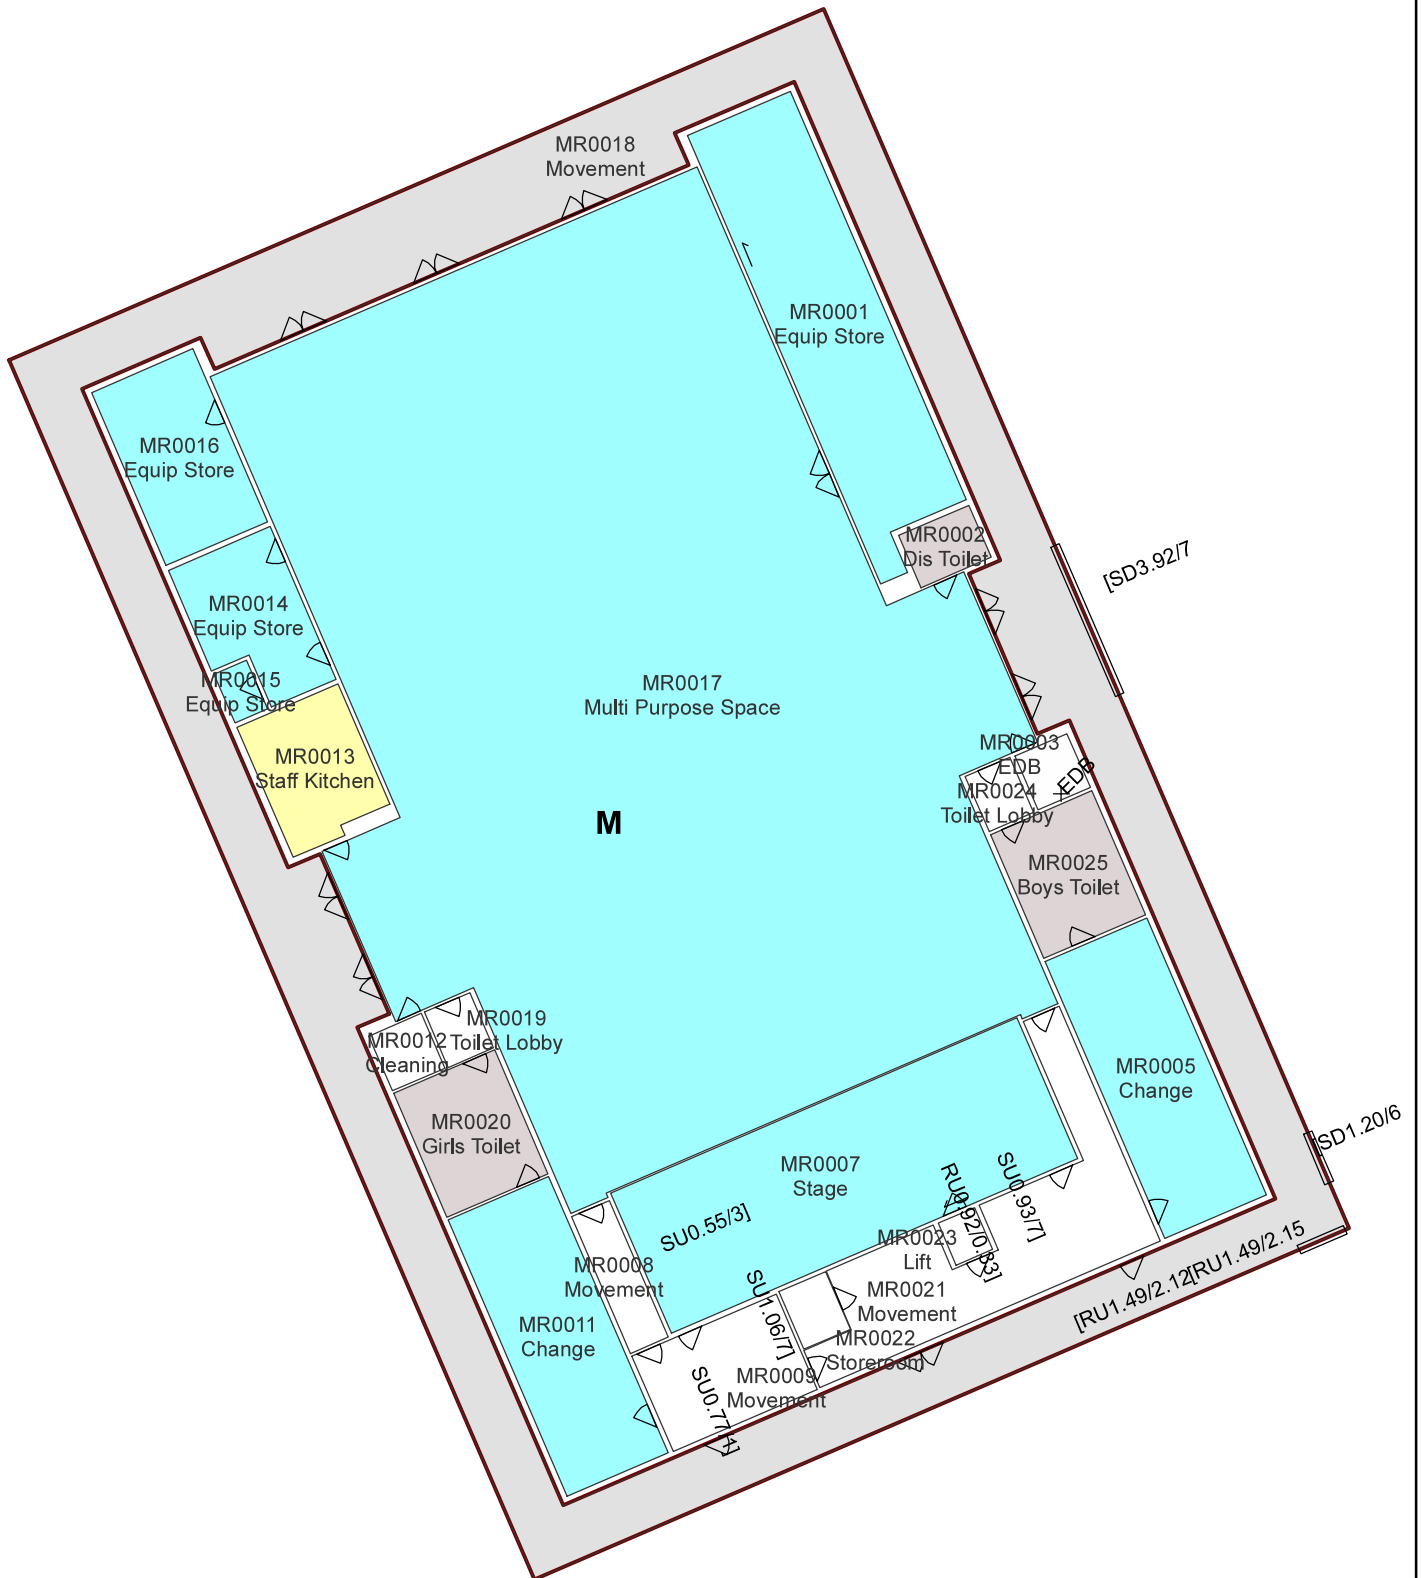 MR0018
Movement
MR0001
Equip Store
MR0016
Equip Store
MR0002
Dis Toilet
[SD3.92/7
MR0014
Equip Store
MR0015
Equip Store
MR0017
Multi Purpose Space
MR0013
Staff Kitchen
MR0003
EDB
EDB
MR0024
Toilet Lobby
M
MR0025
Boys Toilet
MR0019
Toilet Lobby
MR0012
Cleaning
MR0005
Change
MR0020
Girls Toilet
[SD1.20/6
MR0007
Stage
SU0.55/3]
RU0.92/0.83]
SU0.93/7]
MR0023
Lift
MR0008
Movement
SU1.06/7]
MR0021
Movement
[RU1.49/2.12
[RU1.49/2.15
MR0011
Change
MR0022
Storeroom
MR0009
Movement